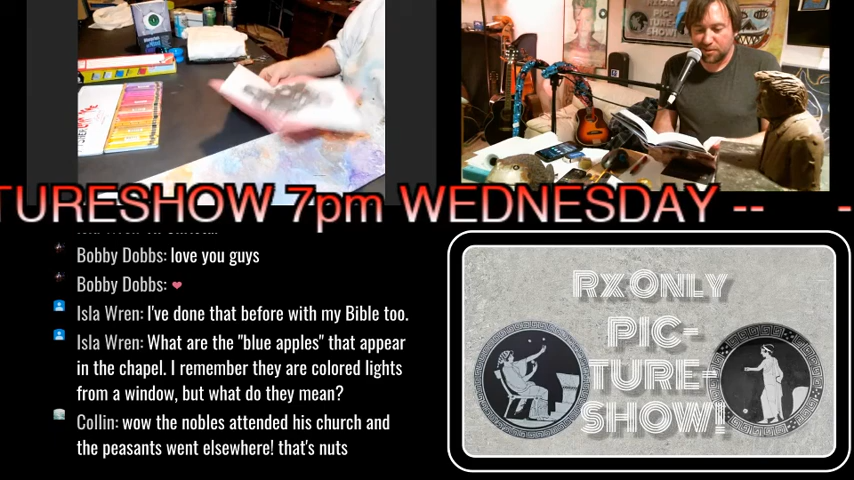 TURESHOW 7pm WEDNESDAY -- -
Bobby Dobbs: love you guys
Bobby Dobbs: ❤
Isla Wren: I've done that before with my Bible too.
Isla Wren: What are the "blue apples" that appear
in the chapel. I remember they are colored lights
from a window, but what do they mean?
Collin: wow the nobles attended his church and
the peasants went elsewhere! that's nuts
RX ONLY
PIC-
TURE-
SHOW!